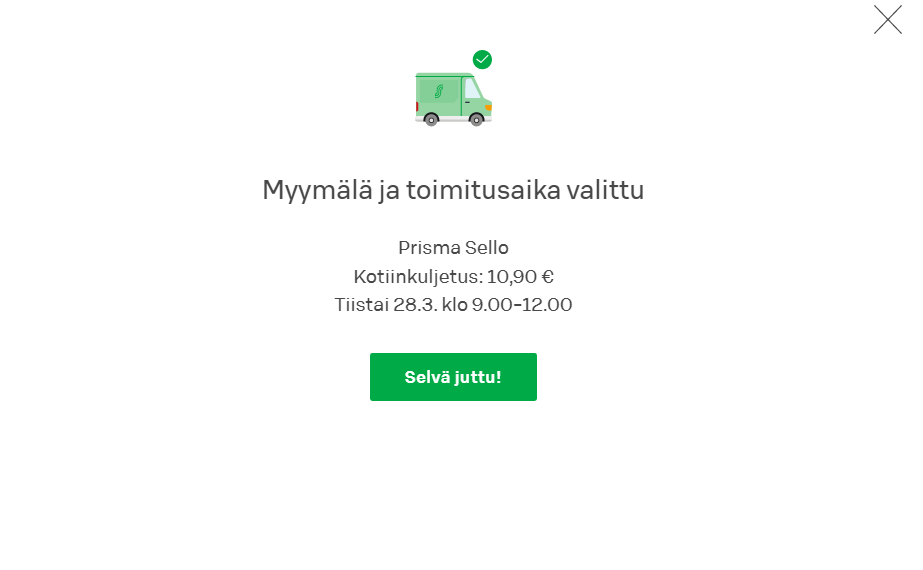 Myymälä ja toimitusaika valittu
Prisma Sello
Kotiinkuljetus: 10,90 €
Tiistai 28.3. klo 9.00–12.00
Selvä juttu!